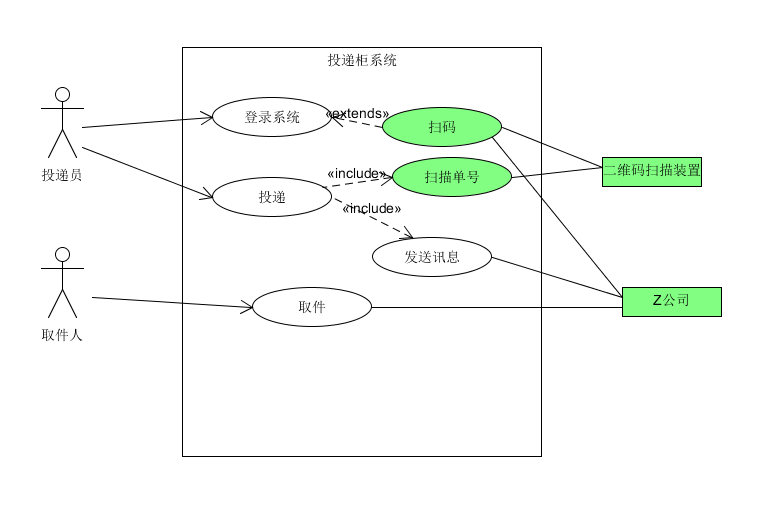 投递柜系统
登录系统
«extends»
扫码
投递员
«include»
扫描单号
二维码扫描装置
投递
«include»
发送讯息
取件人
取件
Z公司